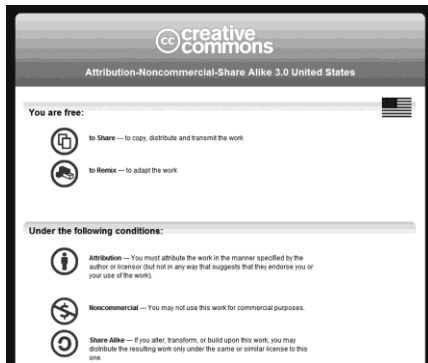 cc creative commons
Attribution-Noncommercial-Share Alike 3.0 United States
You are free:
to Share — to copy, distribute and transmit the work
to Remix — to adapt the work
Under the following conditions:
Attribution — You must attribute the work in the manner specified by the
author or licensor (but not in any way that suggests that they endorse you or
your use of the work).
Noncommercial — You may not use this work for commercial purposes.
Share Alike — If you alter, transform, or build upon this work, you may
distribute the resulting work only under the same or similar license to this
one.